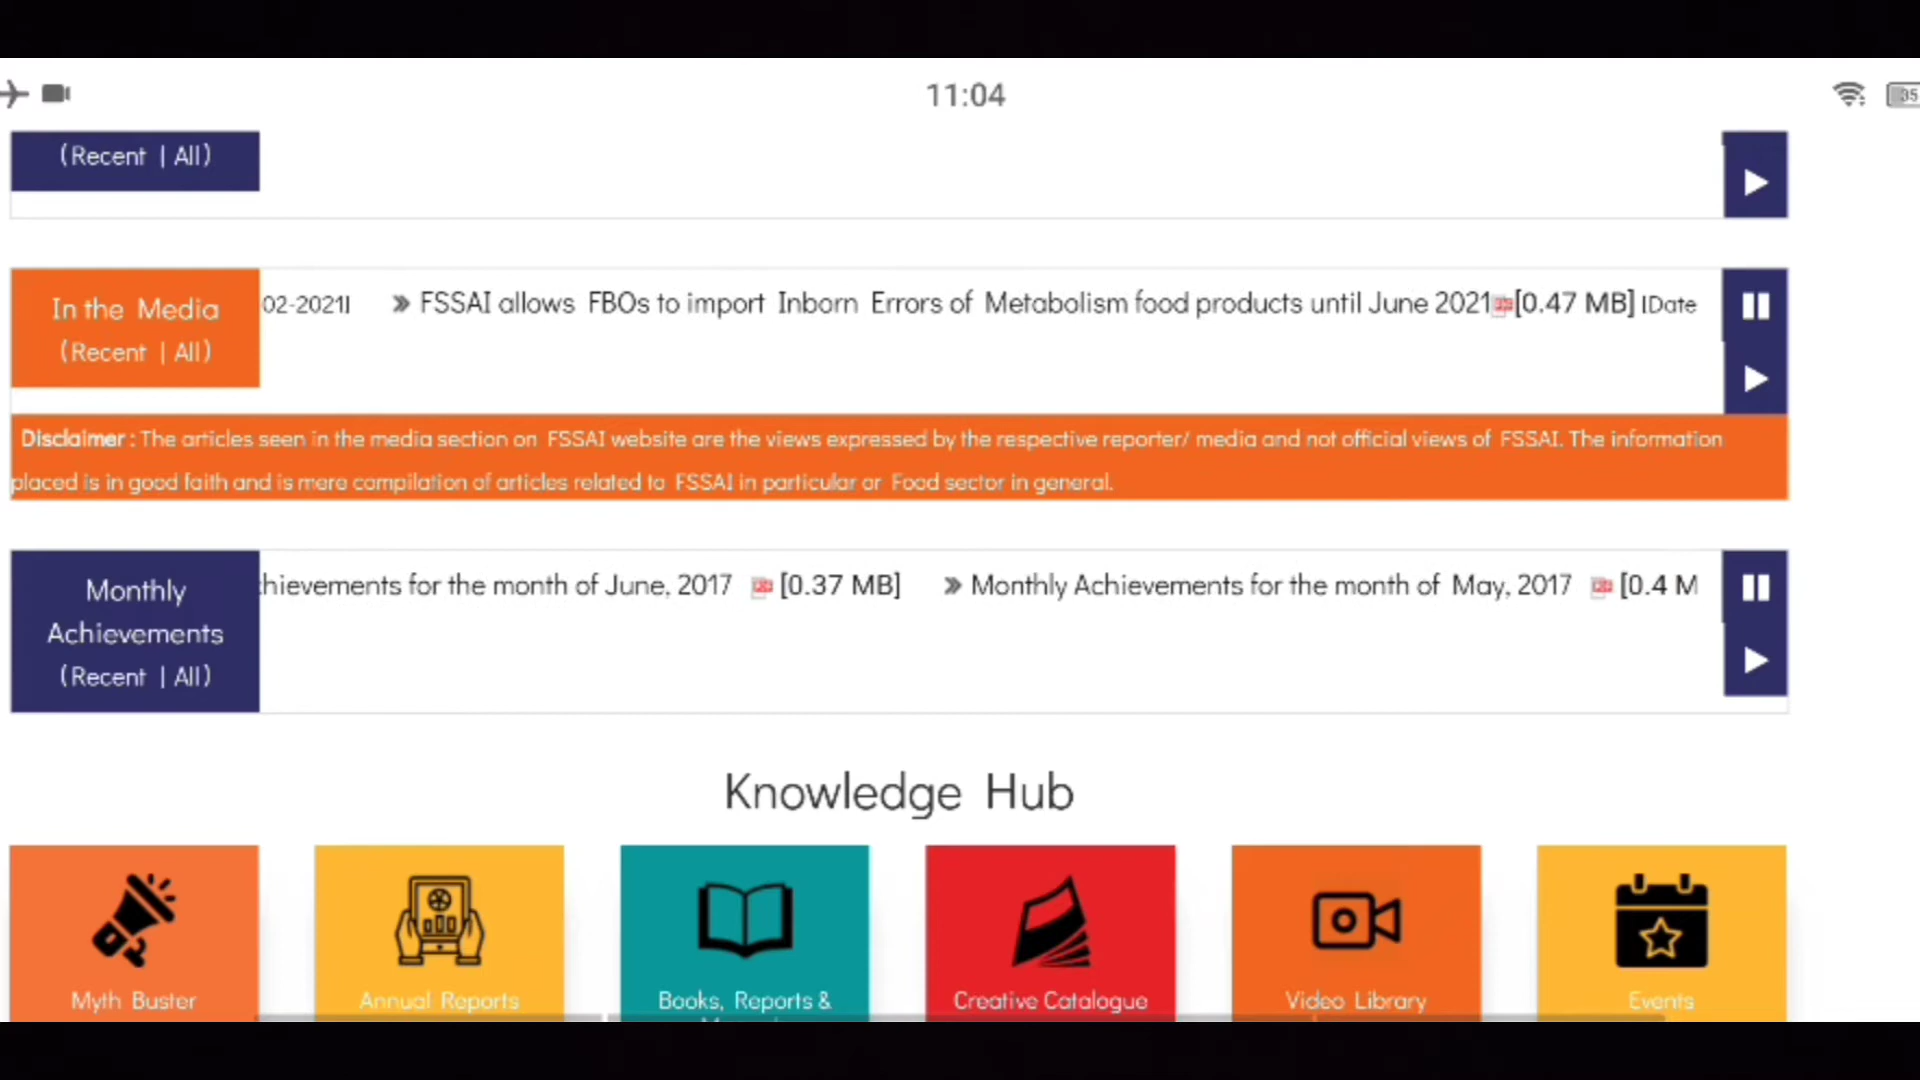 11:04
35
(Recent | All)
In the Media
(Recent | All)
02-2021]
» FSSAI allows FBOs to import Inborn Errors of Metabolism food products until June 2021 [0.47 MB] [Date
Disclaimer : The articles seen in the media section on FSSAI website are the views expressed by the respective reporter/ media and not official views of FSSAI. The information
placed is in good faith and is mere compilation of articles related to FSSAI in particular or Food sector in general.
Monthly
Achievements
(Recent | All)
chievements for the month of June, 2017 [0.37 MB] » Monthly Achievements for the month of May, 2017 [0.4 M
Knowledge Hub
Myth Buster
Annual Reports
Books, Reports &
Creative Catalogue
Video Library
Events